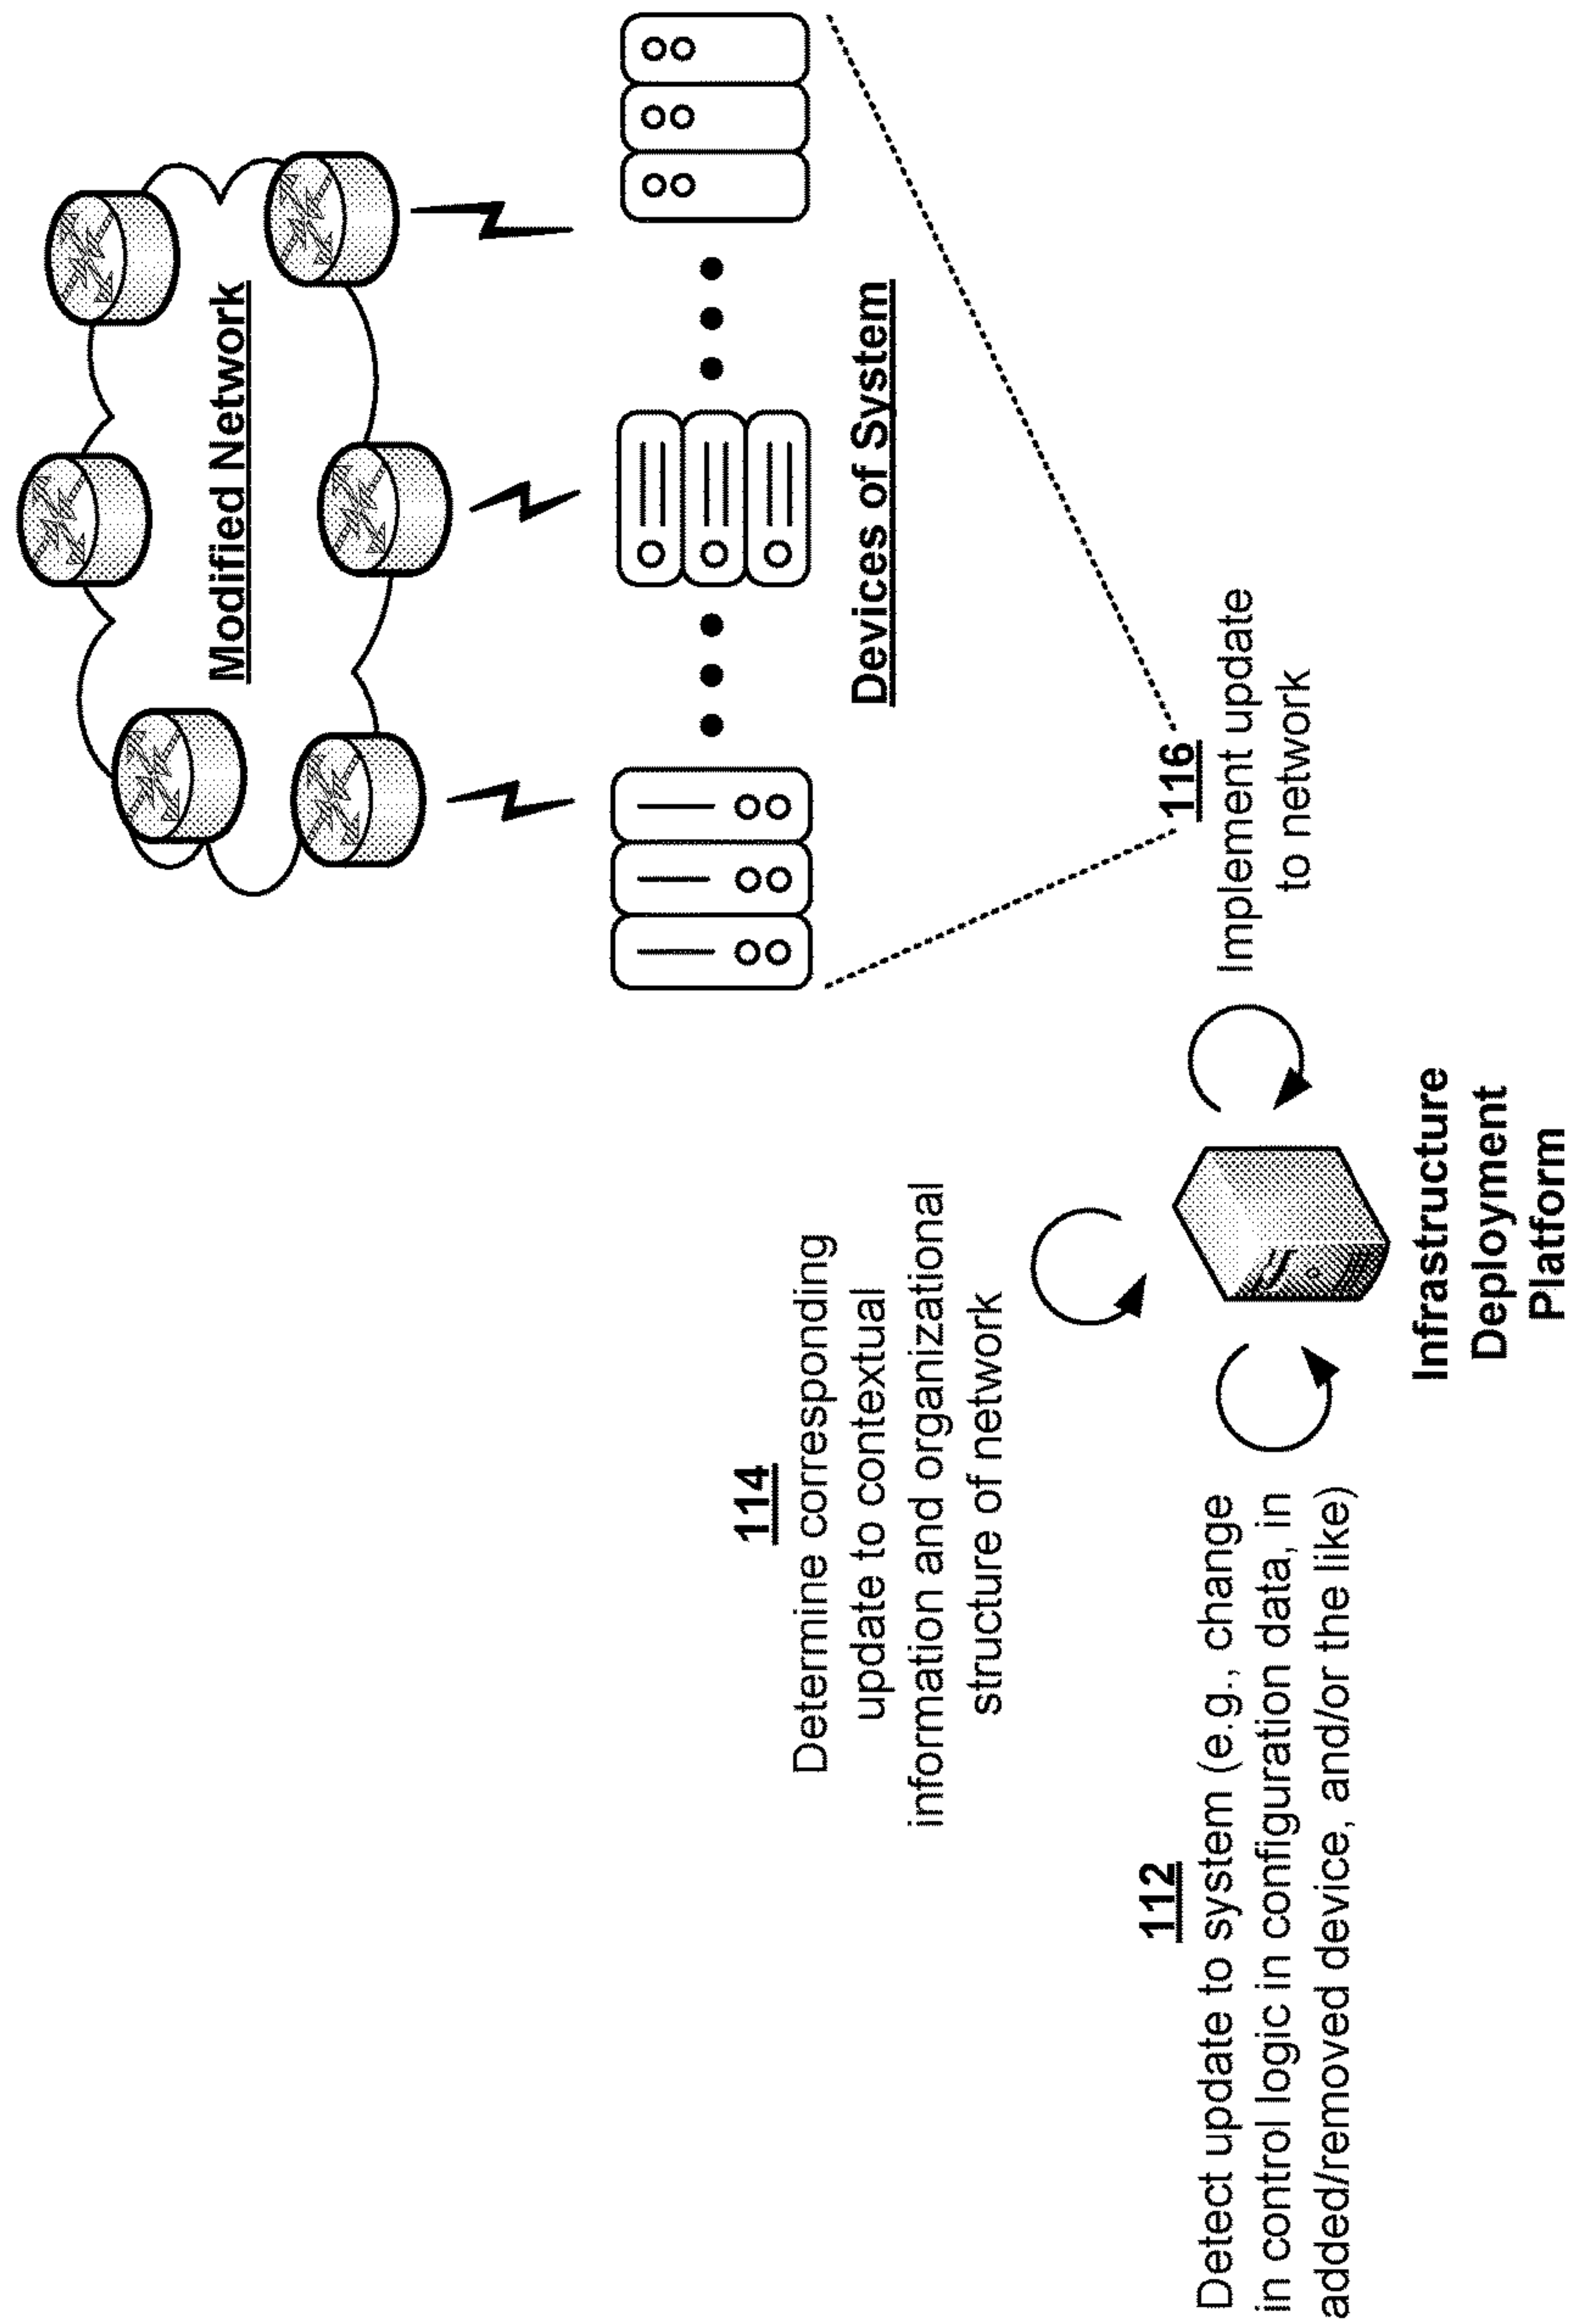 112
Detect update to system (e.g., change
in control logic in configuration data, in
added/removed device, and/or the like)
114
Determine corresponding
update to contextual
information and organizational
structure of network
Infrastructure
Deployment
Platform
116
Implement update
to network
Modified Network
Devices of System